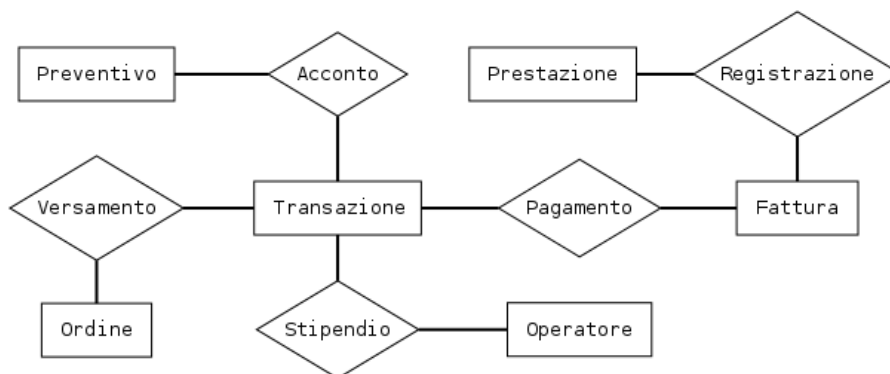 Preventivo
Acconto
Prestazione
Registrazione
Versamento
Transazione
Pagamento
Fattura
Ordine
Stipendio
Operatore